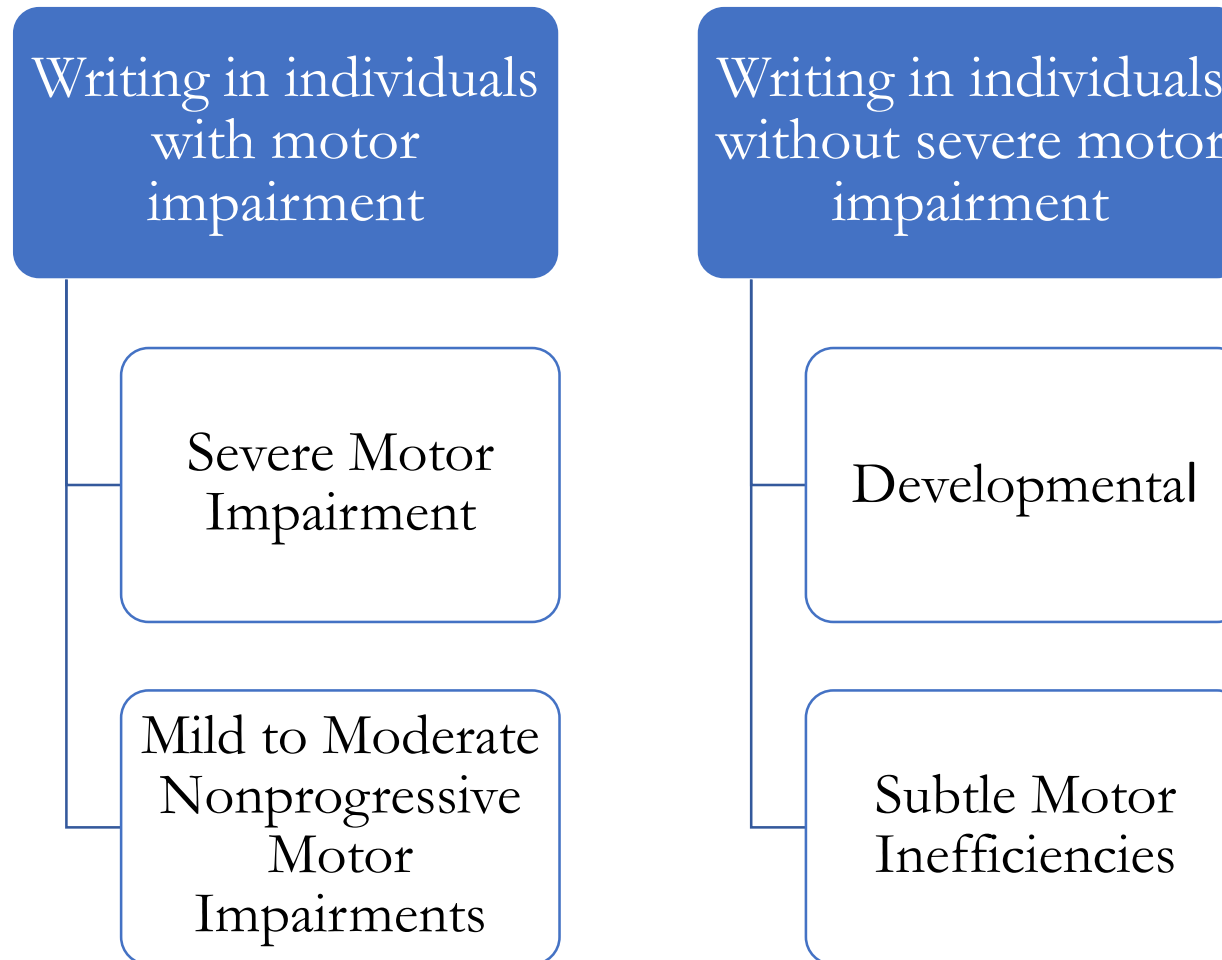 Writing in individuals
with motor
impairment
Severe Motor
Impairment
Mild to Moderate
Nonprogressive
Motor
Impairments
Writing in individuals
without severe motor
impairment
Developmental
Subtle Motor
Inefficiencies